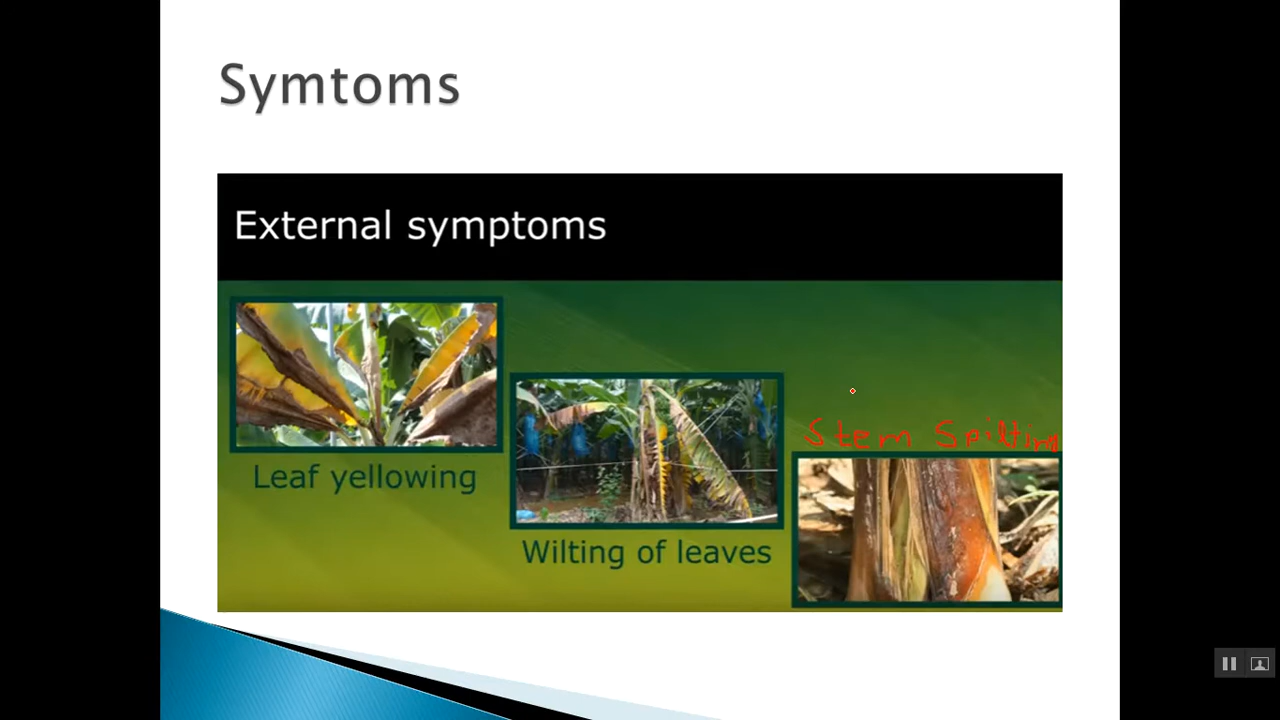 Symtoms
External symptoms
Leaf yellowing
Wilting of leaves
Stem Spilting